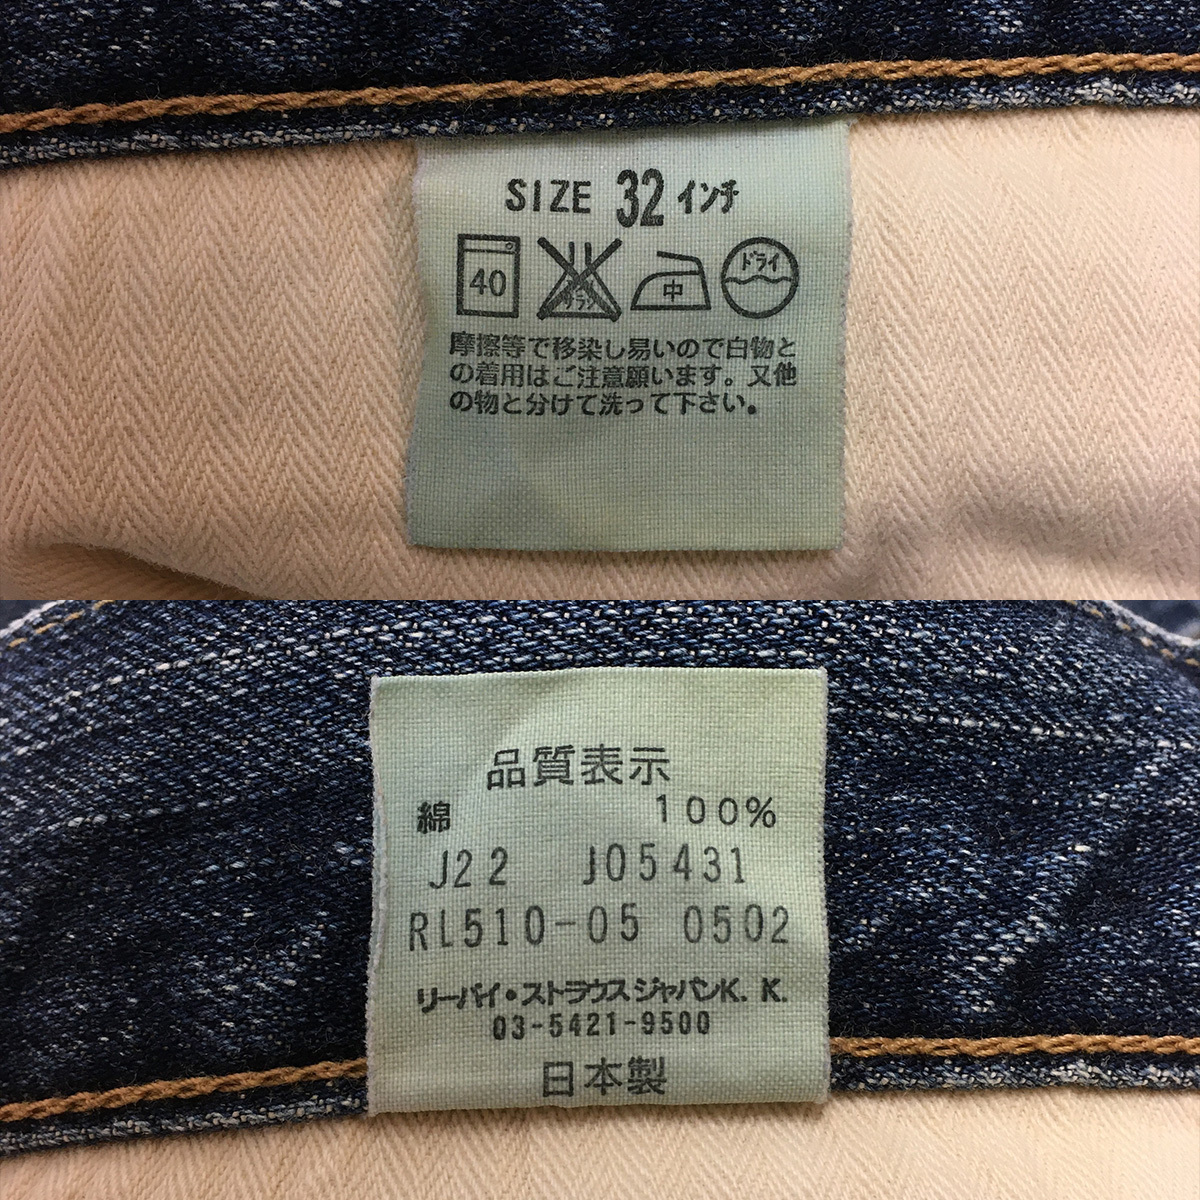 SIZE 32 インチ
40 サラシ 中 ドライ
摩擦等で移染し易いので白物と
の着用はご注意願います。又他
の物と分けて洗って下さい。
品質表示
綿 100%
J22 J05431
RL510-05 0502
リーバイ・ストラウスジャパンK.K.
03-5421-9500
日本製